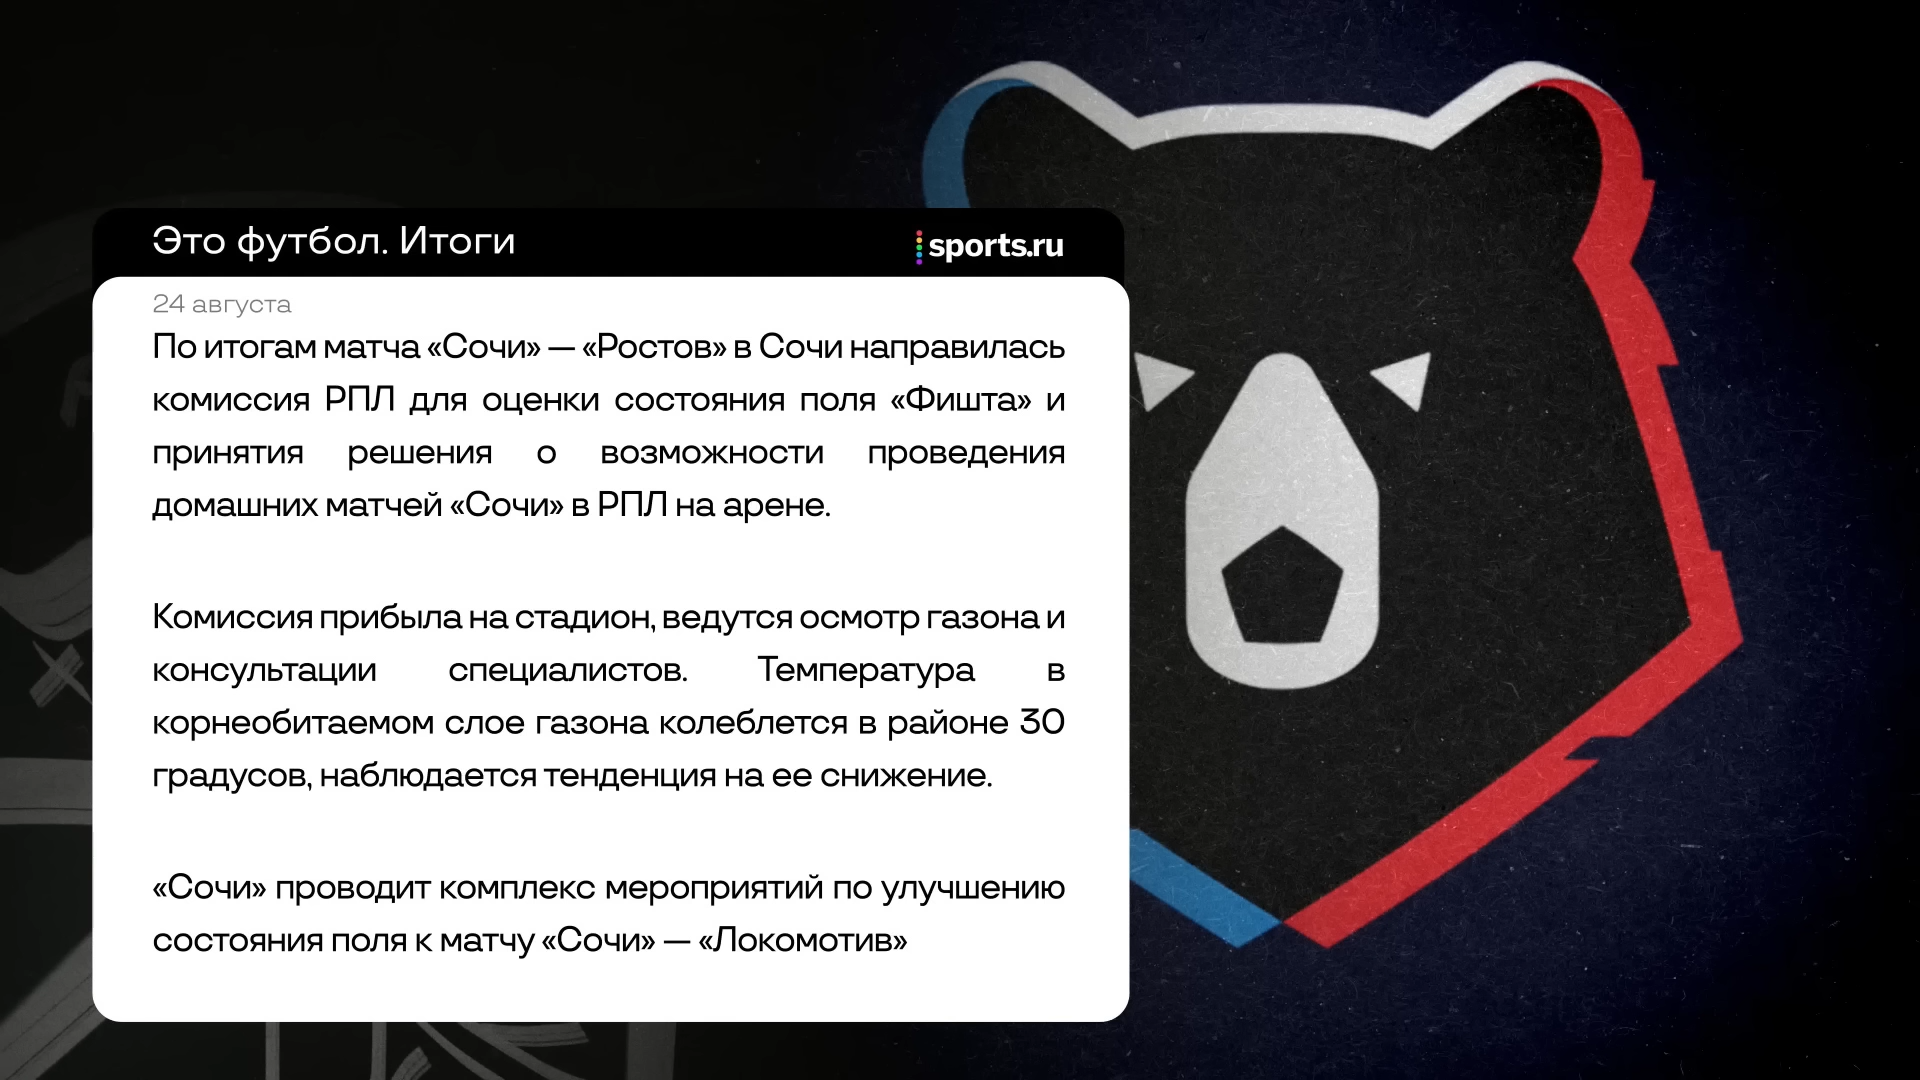 Это футбол. Итоги
sports.ru
24 августа
По итогам матча «Сочи» — «Ростов» в Сочи направилась
комиссия РПЛ для оценки состояния поля «Фишта» и
принятия решения о возможности проведения
домашних матчей «Сочи» в РПЛ на арене.
Комиссия прибыла на стадион, ведутся осмотр газона и
консультации специалистов. Температура в
корнеобитаемом слое газона колеблется в районе 30
градусов, наблюдается тенденция на ее снижение.
«Сочи» проводит комплекс мероприятий по улучшению
состояния поля к матчу «Сочи» — «Локомотив»